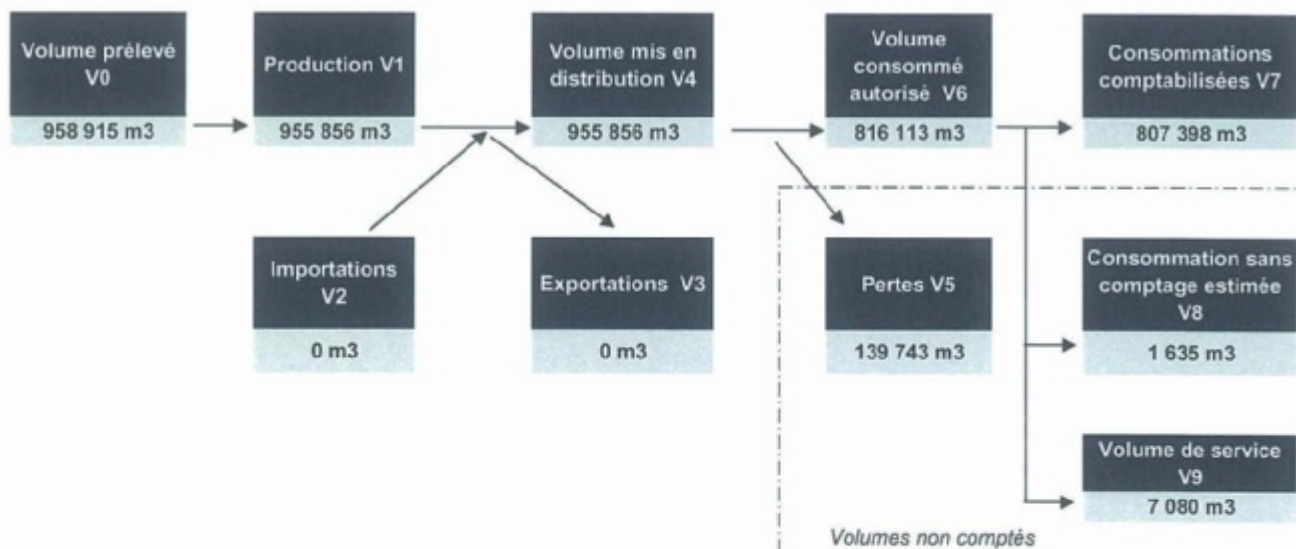 Volume prélevé
V0
958 915 m3
Production V1
955 856 m3
Volume mis en
distribution V4
955 856 m3
Volume
consommé
autorisé V6
816 113 m3
Consommations
comptabilisées V7
807 398 m3
Importations
V2
0 m3
Exportations V3
0 m3
Pertes V5
139 743 m3
Consommation sans
comptage estimée
V8
1 635 m3
Volume de service
V9
7 080 m3
Volumes non comptés